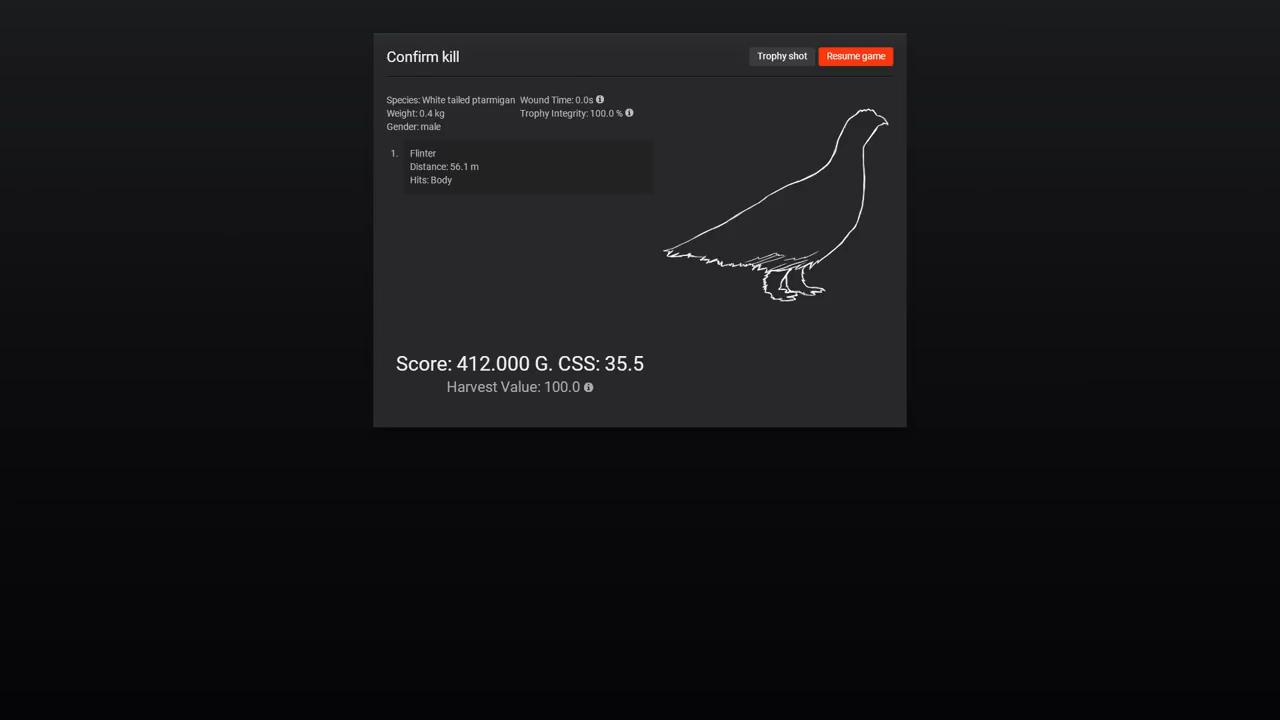 Confirm kill
Trophy shot
Resume game
Species: White tailed ptarmigan
Wound Time: 0.0s
Weight: 0.4 kg
Trophy Integrity: 100.0 %
Gender: male
1. Flinter
Distance: 56.1 m
Hits: Body
Score: 412.000 G. CSS: 35.5
Harvest Value: 100.0